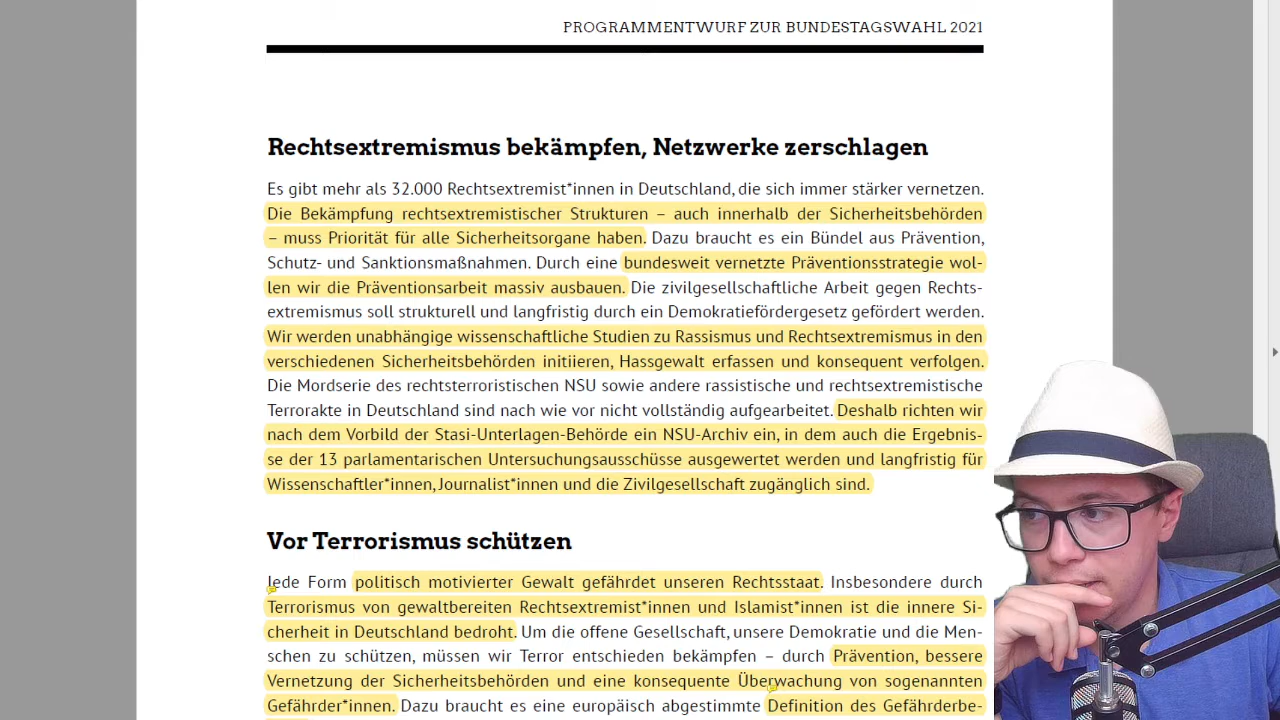 PROGRAMMENTWURF ZUR BUNDESTAGSWAHL 2021
Rechtsextremismus bekämpfen, Netzwerke zerschlagen
Es gibt mehr als 32.000 Rechtsextremist*innen in Deutschland, die sich immer stärker vernetzen.
Die Bekämpfung rechtsextremistischer Strukturen – auch innerhalb der Sicherheitsbehörden
– muss Priorität für alle Sicherheitsorgane haben. Dazu braucht es ein Bündel aus Prävention,
Schutz- und Sanktionsmaßnahmen. Durch eine bundesweit vernetzte Präventionsstrategie wol-
len wir die Präventionsarbeit massiv ausbauen. Die zivilgesellschaftliche Arbeit gegen Rechts-
extremismus soll strukturell und langfristig durch ein Demokratiefördergesetz gefördert werden.
Wir werden unabhängige wissenschaftliche Studien zu Rassismus und Rechtsextremismus in den
verschiedenen Sicherheitsbehörden initiieren, Hassgewalt erfassen und konsequent verfolgen.
Die Mordserie des rechtsterroristischen NSU sowie andere rassistische und rechtsextremistische
Terrorakte in Deutschland sind nach wie vor nicht vollständig aufgearbeitet. Deshalb richten wir
nach dem Vorbild der Stasi-Unterlagen-Behörde ein NSU-Archiv ein, in dem auch die Ergebnis-
se der 13 parlamentarischen Untersuchungsausschüsse ausgewertet werden und langfristig für
Wissenschaftler*innen, Journalist*innen und die Zivilgesellschaft zugänglich sind.
Vor Terrorismus schützen
Jede Form politisch motivierter Gewalt gefährdet unseren Rechtsstaat. Insbesondere durch
Terrorismus von gewaltbereiten Rechtsextremist*innen und Islamist*innen ist die innere Si-
cherheit in Deutschland bedroht. Um die offene Gesellschaft, unsere Demokratie und die Men-
schen zu schützen, müssen wir Terror entschieden bekämpfen – durch Prävention, bessere
Vernetzung der Sicherheitsbehörden und eine konsequente Überwachung von sogenannten
Gefährder*innen. Dazu braucht es eine europäisch abgestimmte Definition des Gefährderbe-